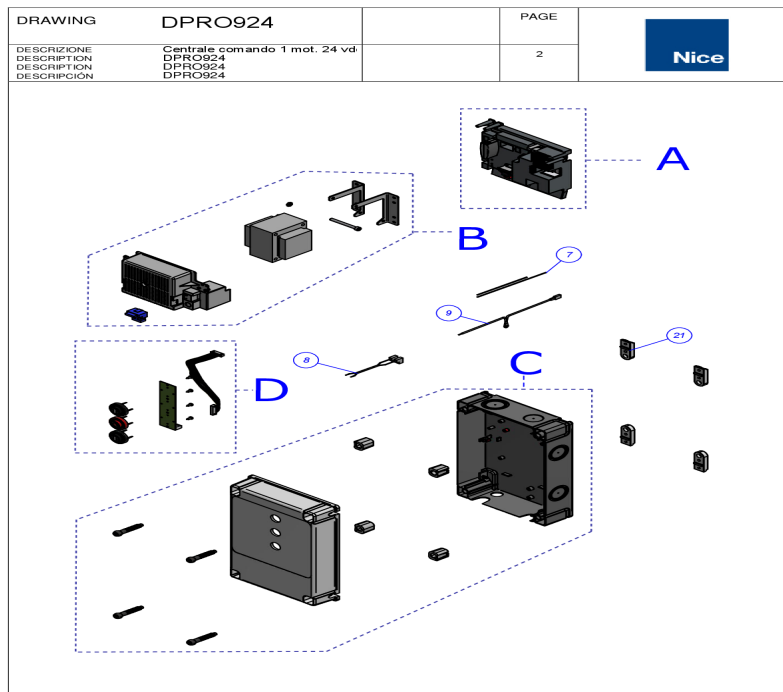 DRAWING DPRO924 PAGE
DESCRIZIONE Centrale comando 1 mot. 24 vd
DESCRIPTION DPRO924 2
DESCRIPTION DPRO924
DESCRIPCIÓN DPRO924
Nice
A
B
7
9
21
8
C
D